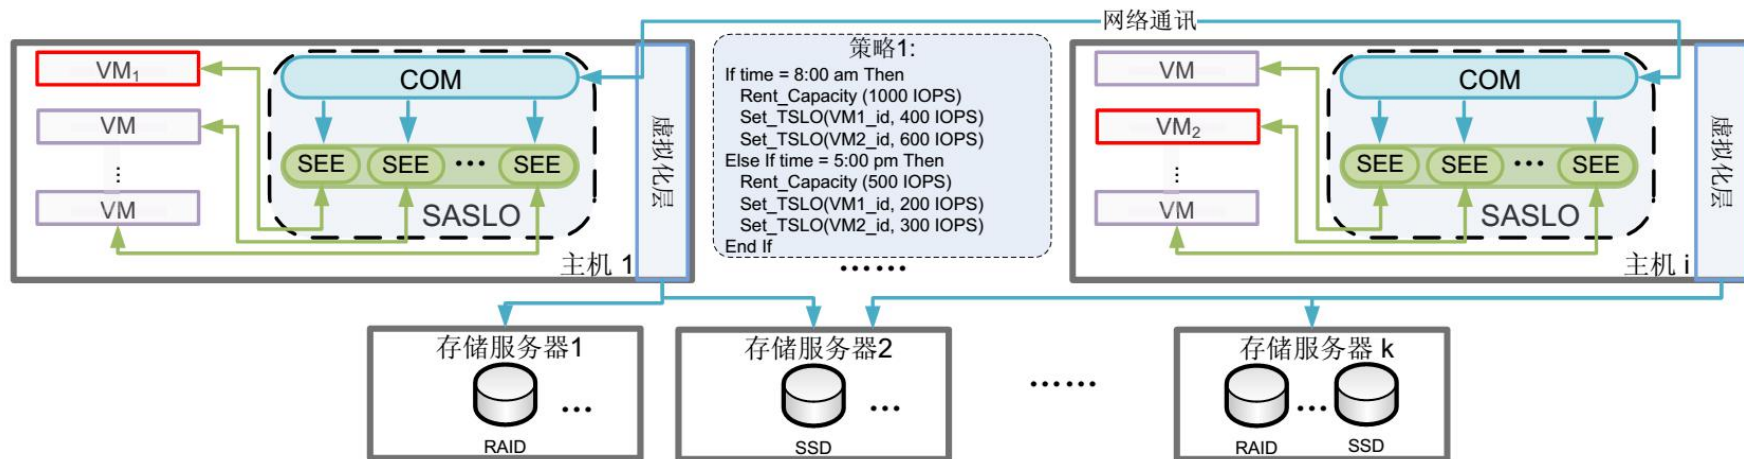 网络通讯
VM1
VM
...
VM
COM
SEE SEE ••• SEE
SASLO
虚拟化层
主机 1
策略1:
If time = 8:00 am Then
Rent_Capacity (1000 IOPS)
Set_TSLO(VM1_id, 400 IOPS)
Set_TSLO(VM2_id, 600 IOPS)
Else If time = 5:00 pm Then
Rent_Capacity (500 IOPS)
Set_TSLO(VM1_id, 200 IOPS)
Set_TSLO(VM2_id, 300 IOPS)
End If
……
VM
VM2
...
VM
COM
SEE SEE ••• SEE
SASLO
虚拟化层
主机 i
存储服务器1
...
RAID
存储服务器2
...
SSD
……
存储服务器 k
...
RAID SSD